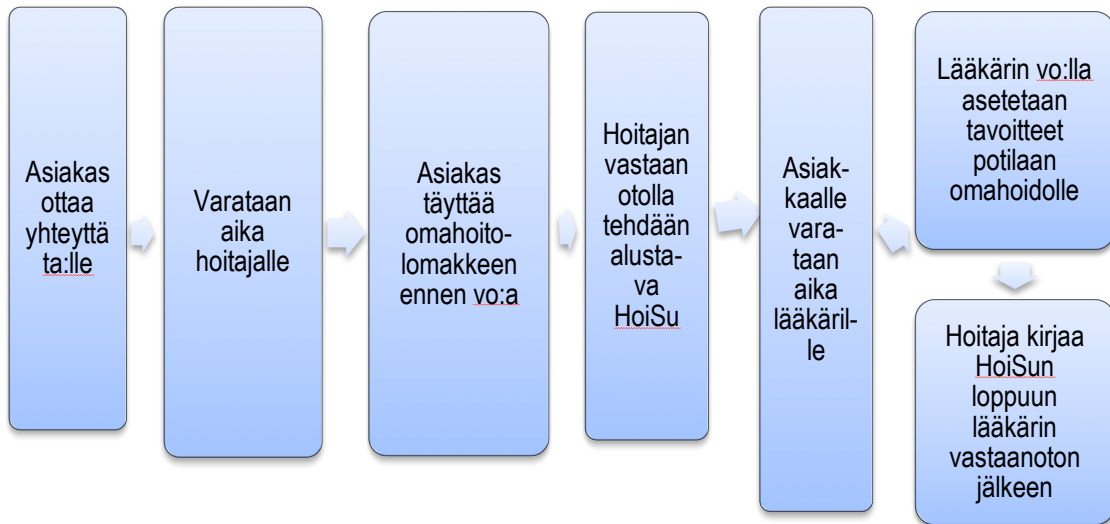 Asiakas
ottaa
yhteyttä
ta:lle
Varataan
aika
hoitajalle
Asiakas
täyttää
omahoito-
lomakkeen
ennen vo:a
Hoitajan
vastaan
otolla
tehdään
alusta-
va
HoiSu
Asiak-
kaalle
vara-
taan
aika
lääkäril-
le
Lääkärin vo:lla
asetetaan
tavoitteet
potilaan
omahoidolle
Hoitaja kirjaa
HoiSun
loppuun
lääkärin
vastaanoton
jälkeen